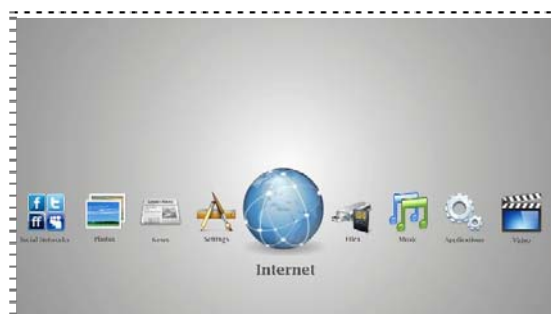 Social Networks
Photos
News
Settings
Internet
Files
Music
Applications
Video